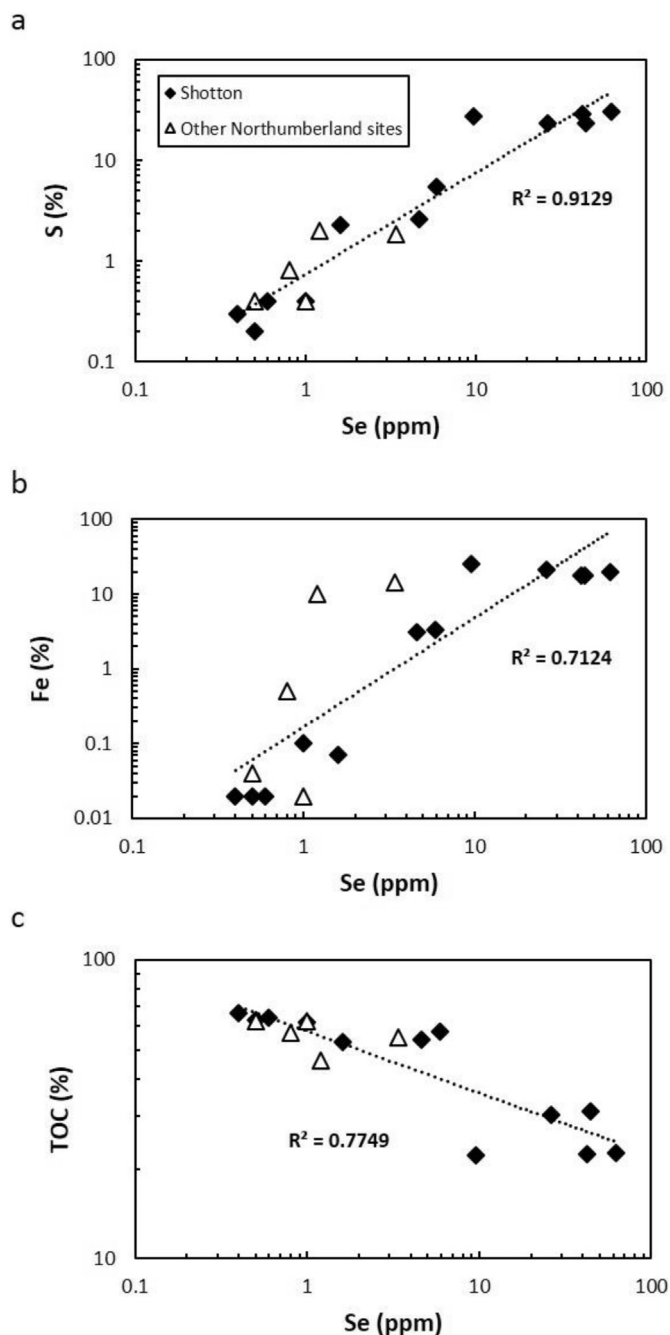 a
100
10
1
0.1
S (%)
Shotton
Other Northumberland sites
R² = 0.9129
0.1 1 10 100
Se (ppm)
b
100
10
1
0.1
0.01
Fe (%)
R² = 0.7124
0.1 1 10 100
Se (ppm)
c
100
10
TOC (%)
R² = 0.7749
0.1 1 10 100
Se (ppm)